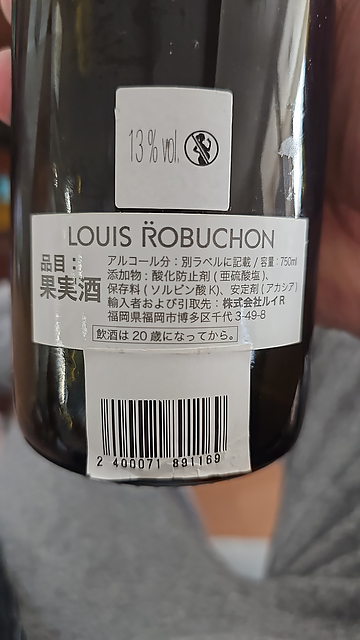 13% vol.
LOUIS ROBUCHON
品目：
果実酒
アルコール分：別ラベルに記載 / 容量：750ml
添加物：酸化防止剤 ( 亜硫酸塩 )、
保存料 ( ソルビン酸 K)、安定剤 ( アカシア )
輸入者および引取先：株式会社ルイ R
福岡県福岡市博多区千代 3-49-8
飲酒は 20 歳になってから。
2 400071 891169